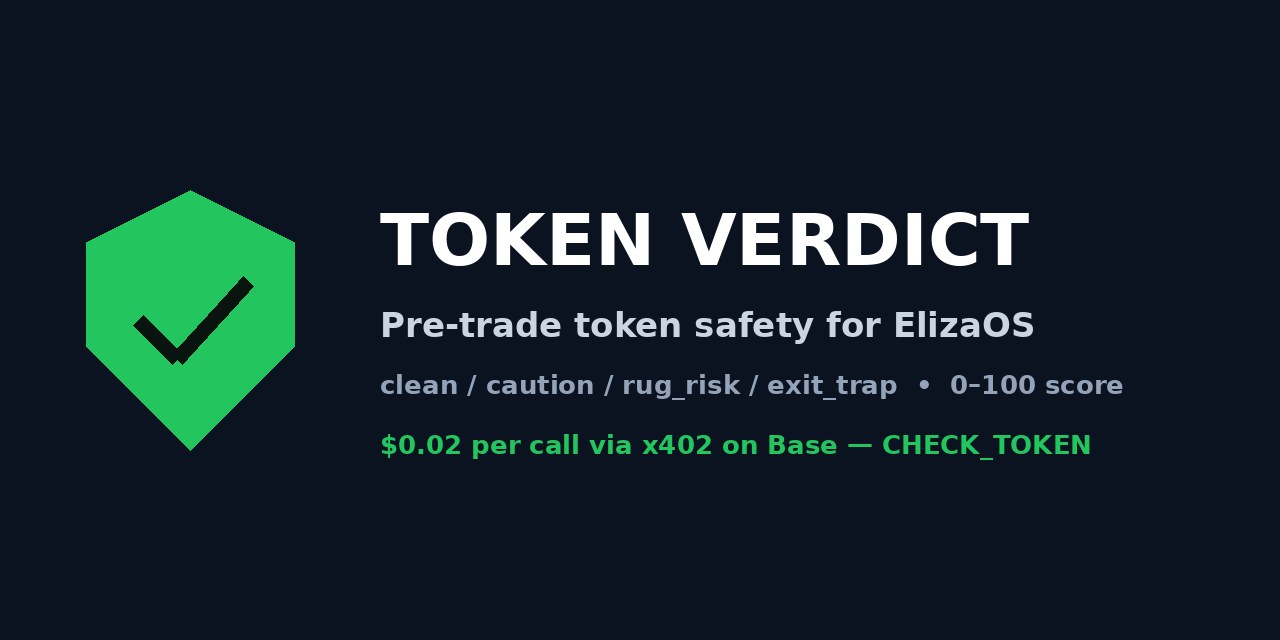 TOKEN VERDICT
Pre-trade token safety for ElizaOS
clean / caution / rug_risk / exit_trap • 0–100 score
$0.02 per call via x402 on Base — CHECK_TOKEN